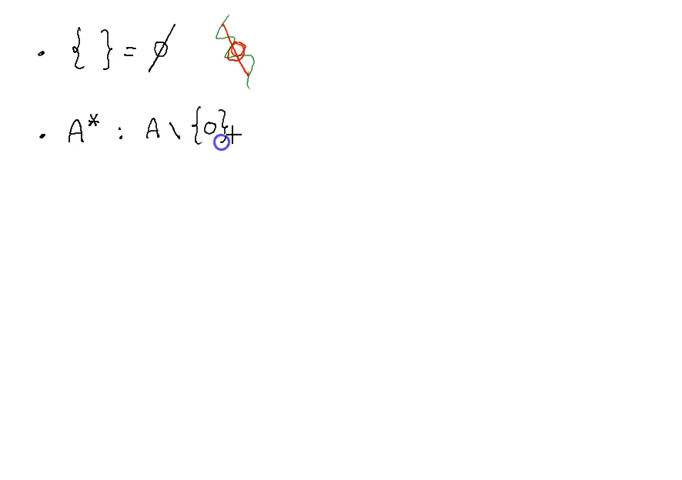 • { } = ∅
• A* : A \ {0}